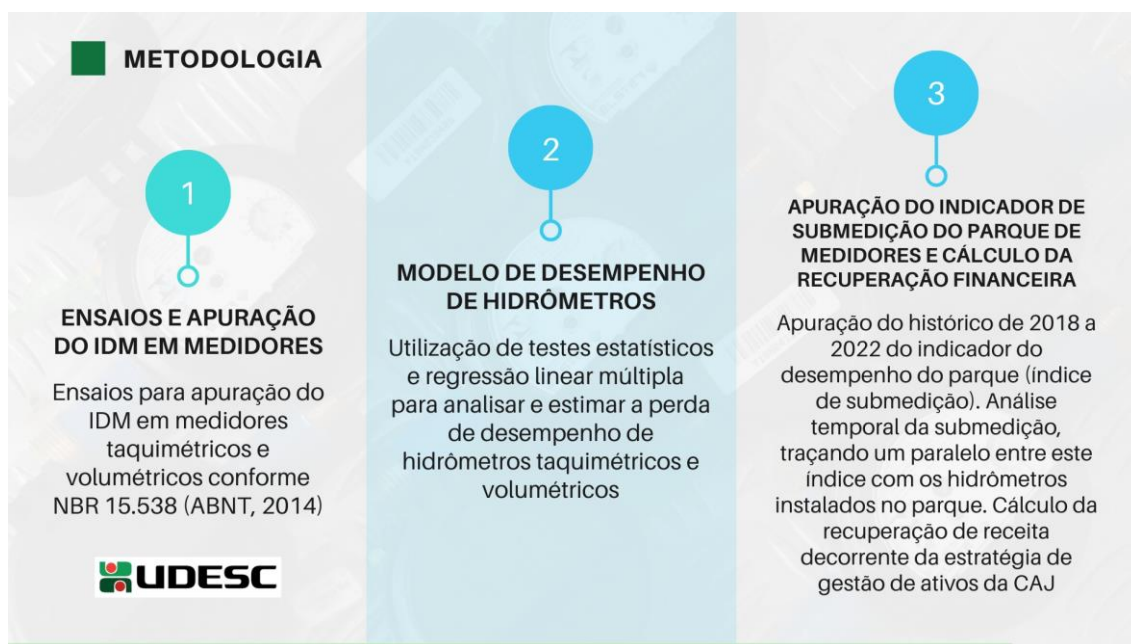 METODOLOGIA
1
ENSAIOS E APURAÇÃO
DO IDM EM MEDIDORES
Ensaios para apuração do
IDM em medidores
taquimétricos e
volumétricos conforme
NBR 15.538 (ABNT, 2014)
UDESC
2
MODELO DE DESEMPENHO
DE HIDRÔMETROS
Utilização de testes estatísticos
e regressão linear múltipla
para analisar e estimar a perda
de desempenho de
hidrômetros taquimétricos e
volumétricos
3
APURAÇÃO DO INDICADOR DE
SUBMEDIÇÃO DO PARQUE DE
MEDIDORES E CÁLCULO DA
RECUPERAÇÃO FINANCEIRA
Apuração do histórico de 2018 a
2022 do indicador do
desempenho do parque (índice
de submedição). Análise
temporal da submedição,
traçando um paralelo entre este
índice com os hidrômetros
instalados no parque. Cálculo da
recuperação de receita
decorrente da estratégia de
gestão de ativos da CAJ